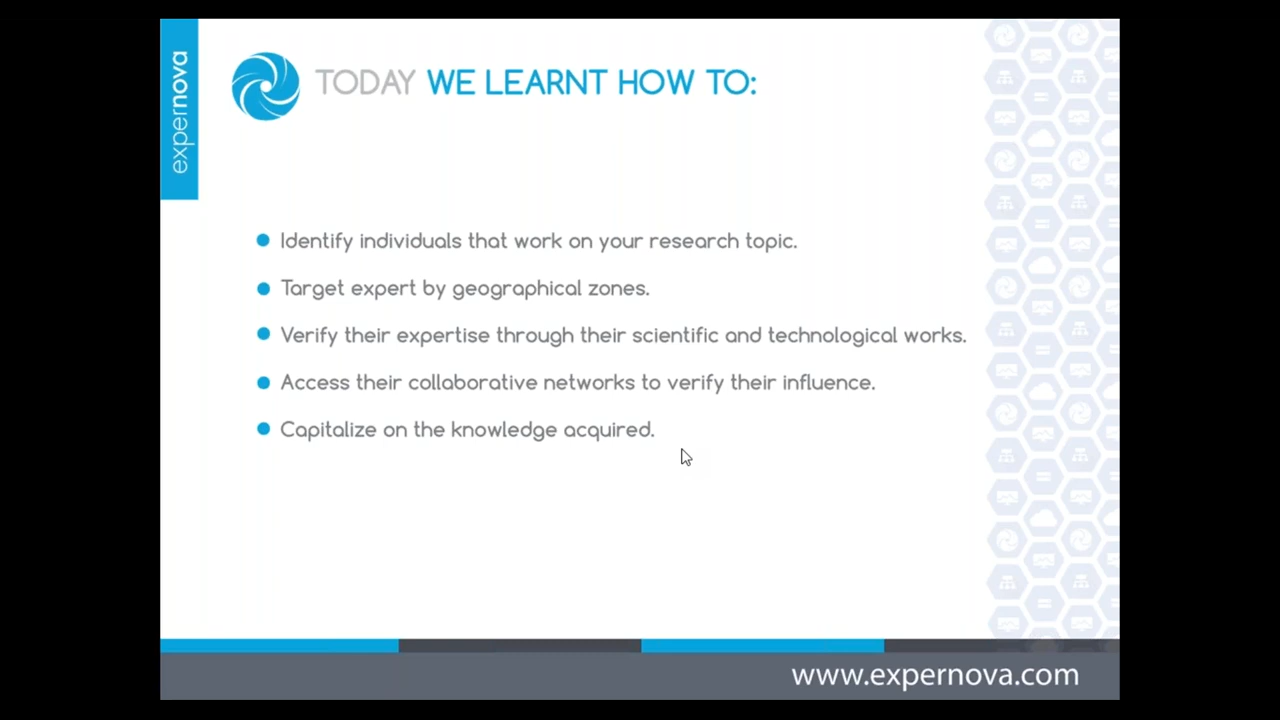 expernova
TODAY WE LEARNT HOW TO:
Identify individuals that work on your research topic.
Target expert by geographical zones.
Verify their expertise through their scientific and technological works.
Access their collaborative networks to verify their influence.
Capitalize on the knowledge acquired.
www.expernova.com